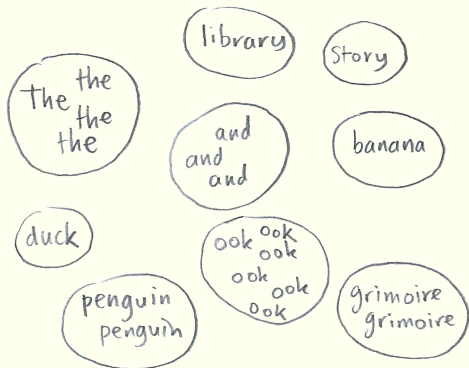 library
story
the
The
the
the
and
and
and
banana
duck
ook ook
ook
ook
ook
ook
penguin
penguin
grimoire
grimoire